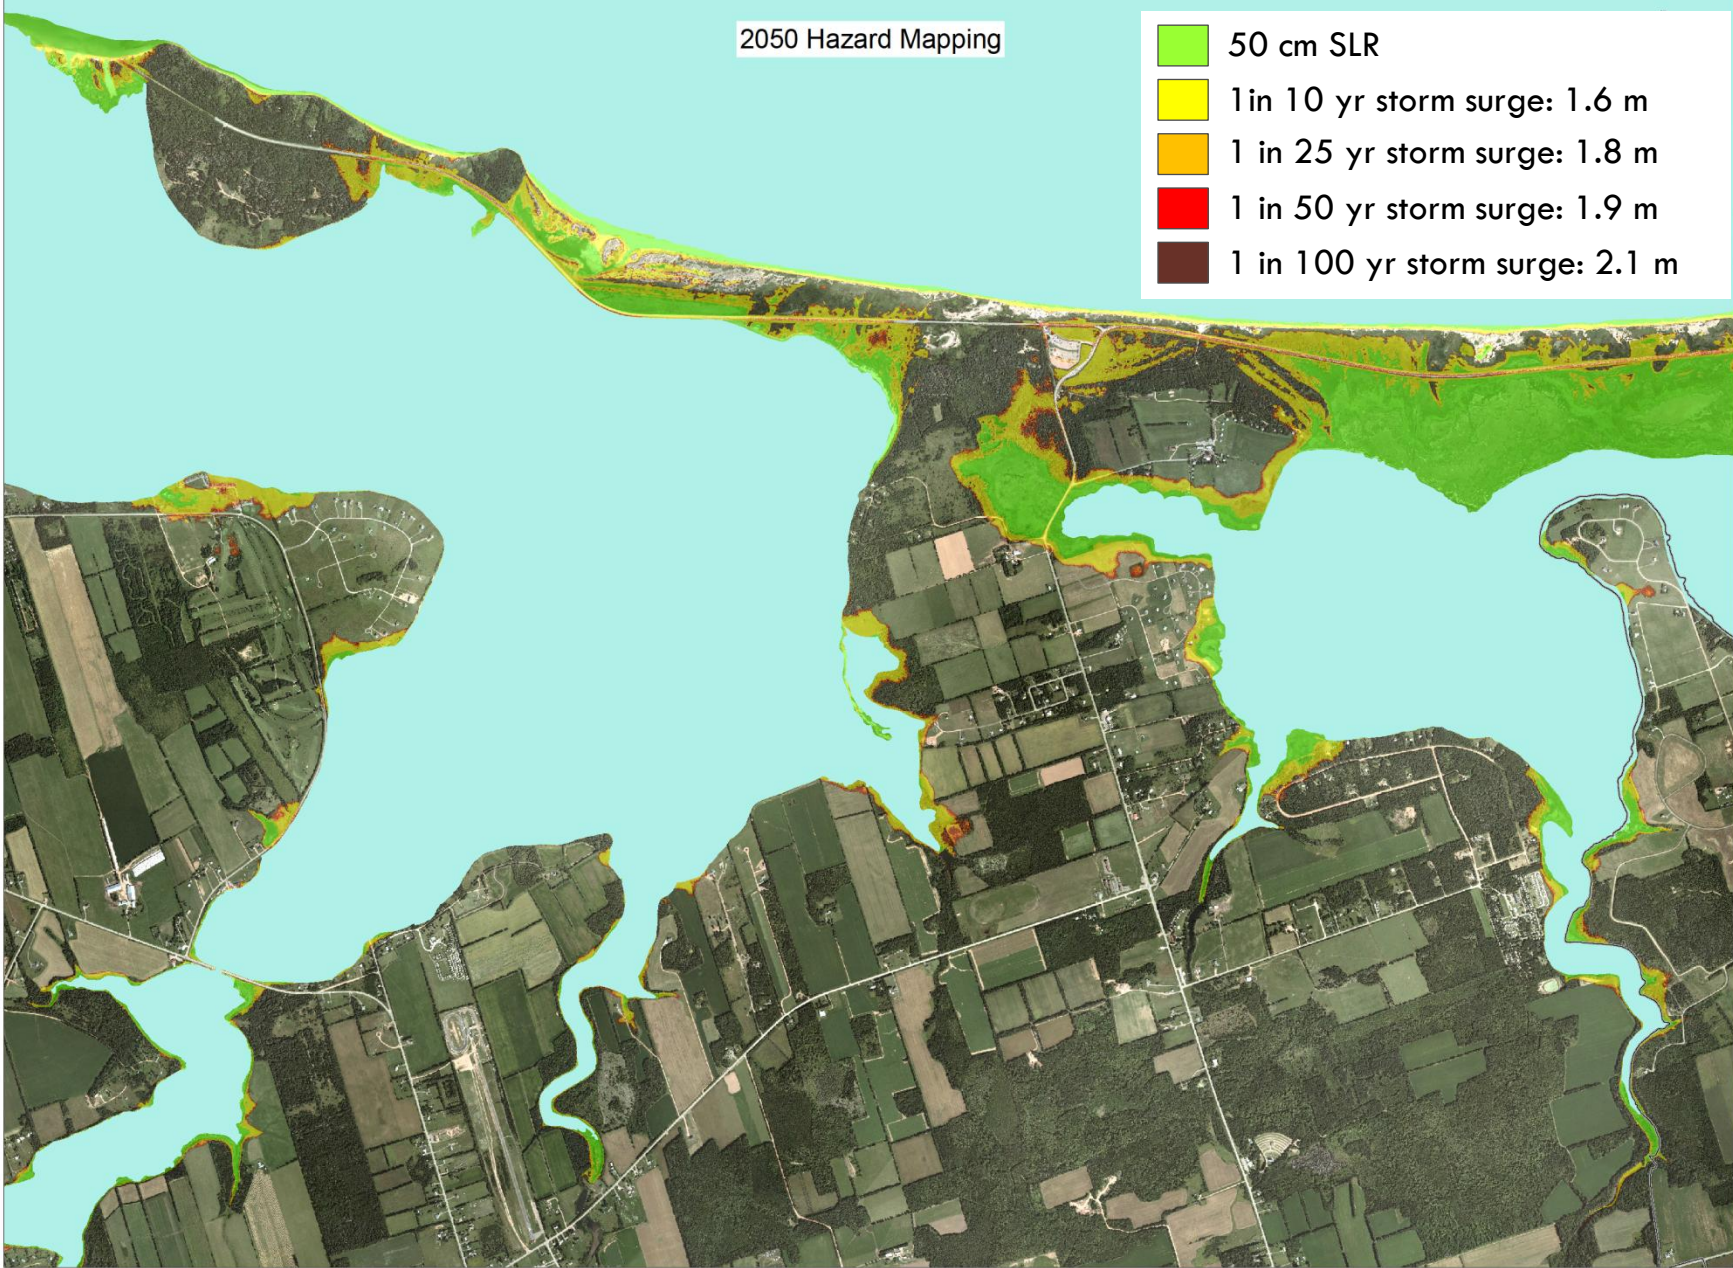 2050 Hazard Mapping
50 cm SLR
1in 10 yr storm surge: 1.6 m
1 in 25 yr storm surge: 1.8 m
1 in 50 yr storm surge: 1.9 m
1 in 100 yr storm surge: 2.1 m